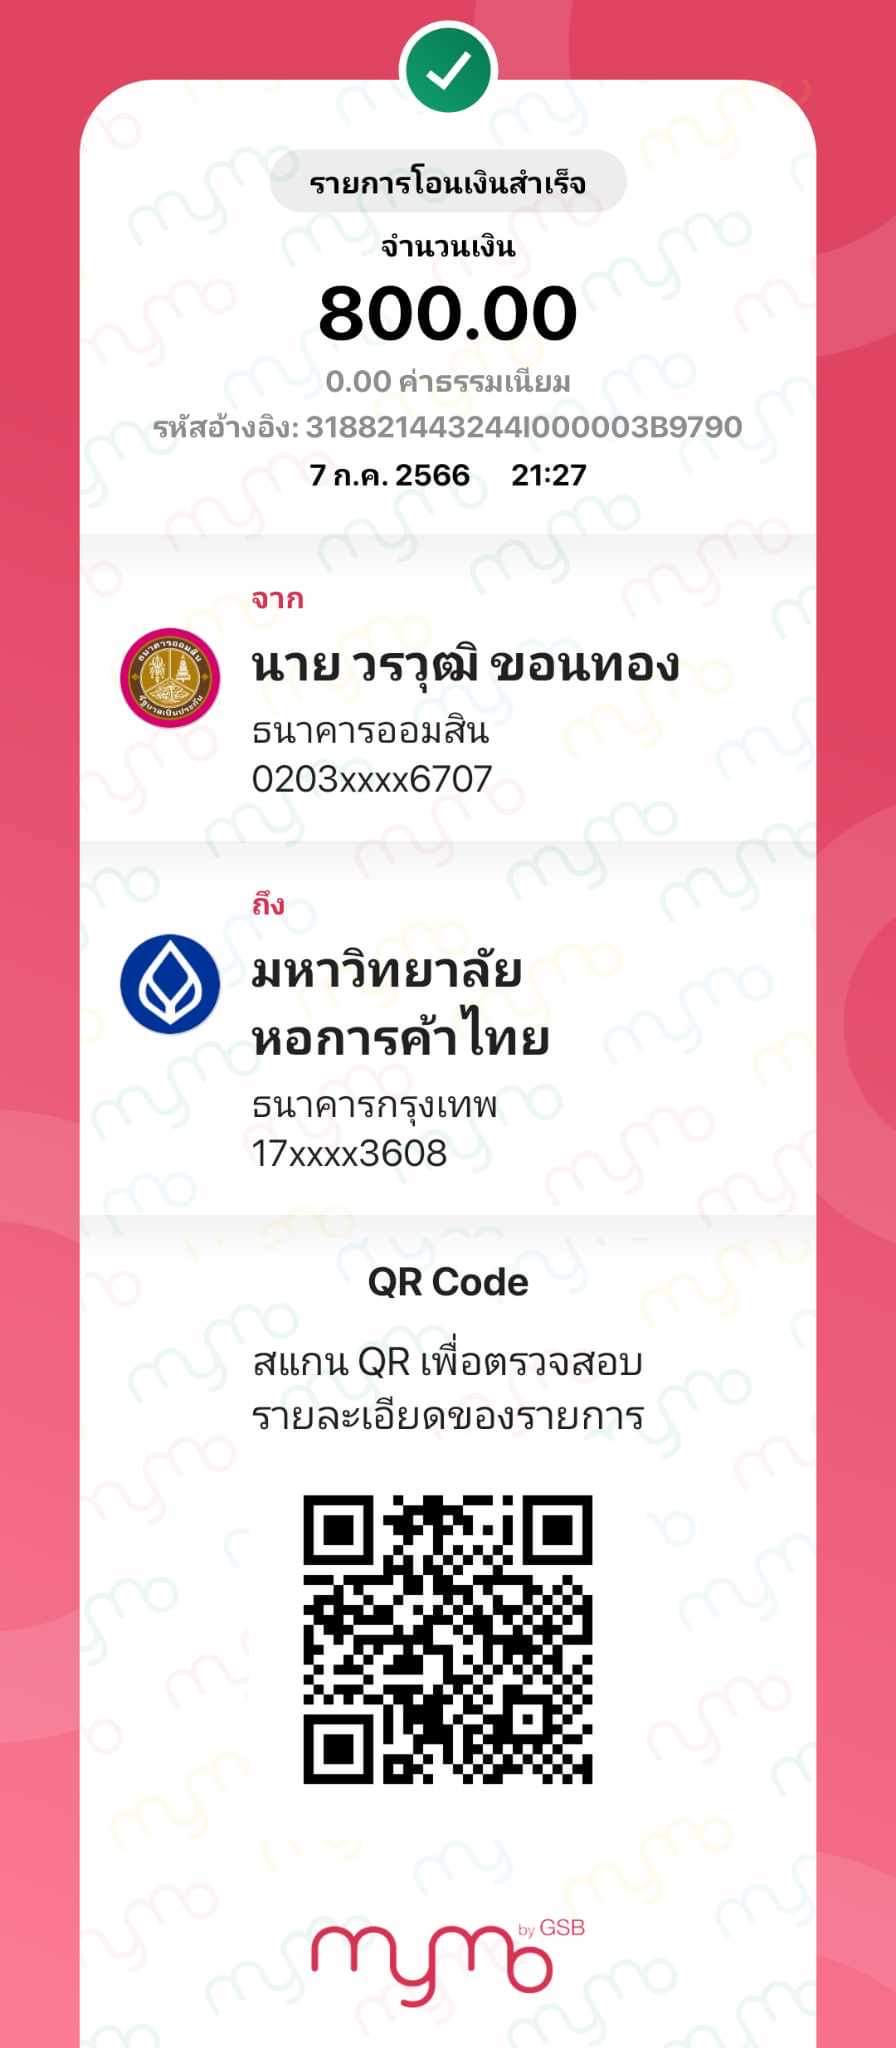 รายการโอนเงินสำเร็จ
จำนวนเงิน
800.00
0.00 ค่าธรรมเนียม
รหัสอ้างอิง: 318821443244I000003B9790
7 ก.ค. 2566 21:27
จาก
นาย วรวุฒิ ขอนทอง
ธนาคารออมสิน
0203xxxx6707
ถึง
มหาวิทยาลัย
หอการค้าไทย
ธนาคารกรุงเทพ
17xxxx3608
QR Code
สแกน QR เพื่อตรวจสอบ
รายละเอียดของรายการ
mymo by GSB